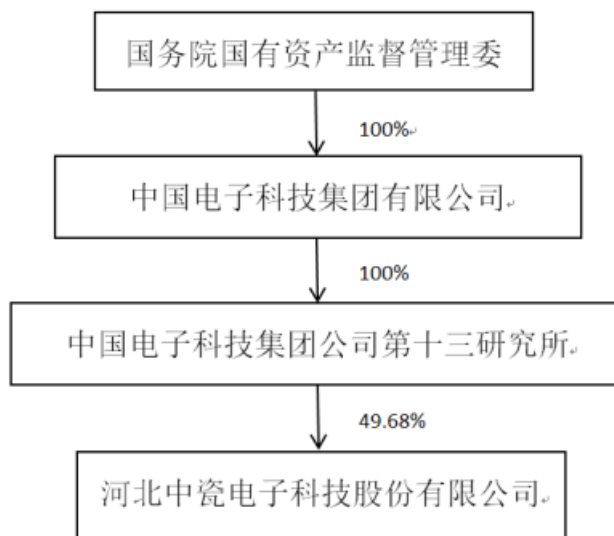 国务院国有资产监督管理委
100%
中国电子科技集团有限公司
100%
中国电子科技集团公司第十三研究所
49.68%
河北中瓷电子科技股份有限公司